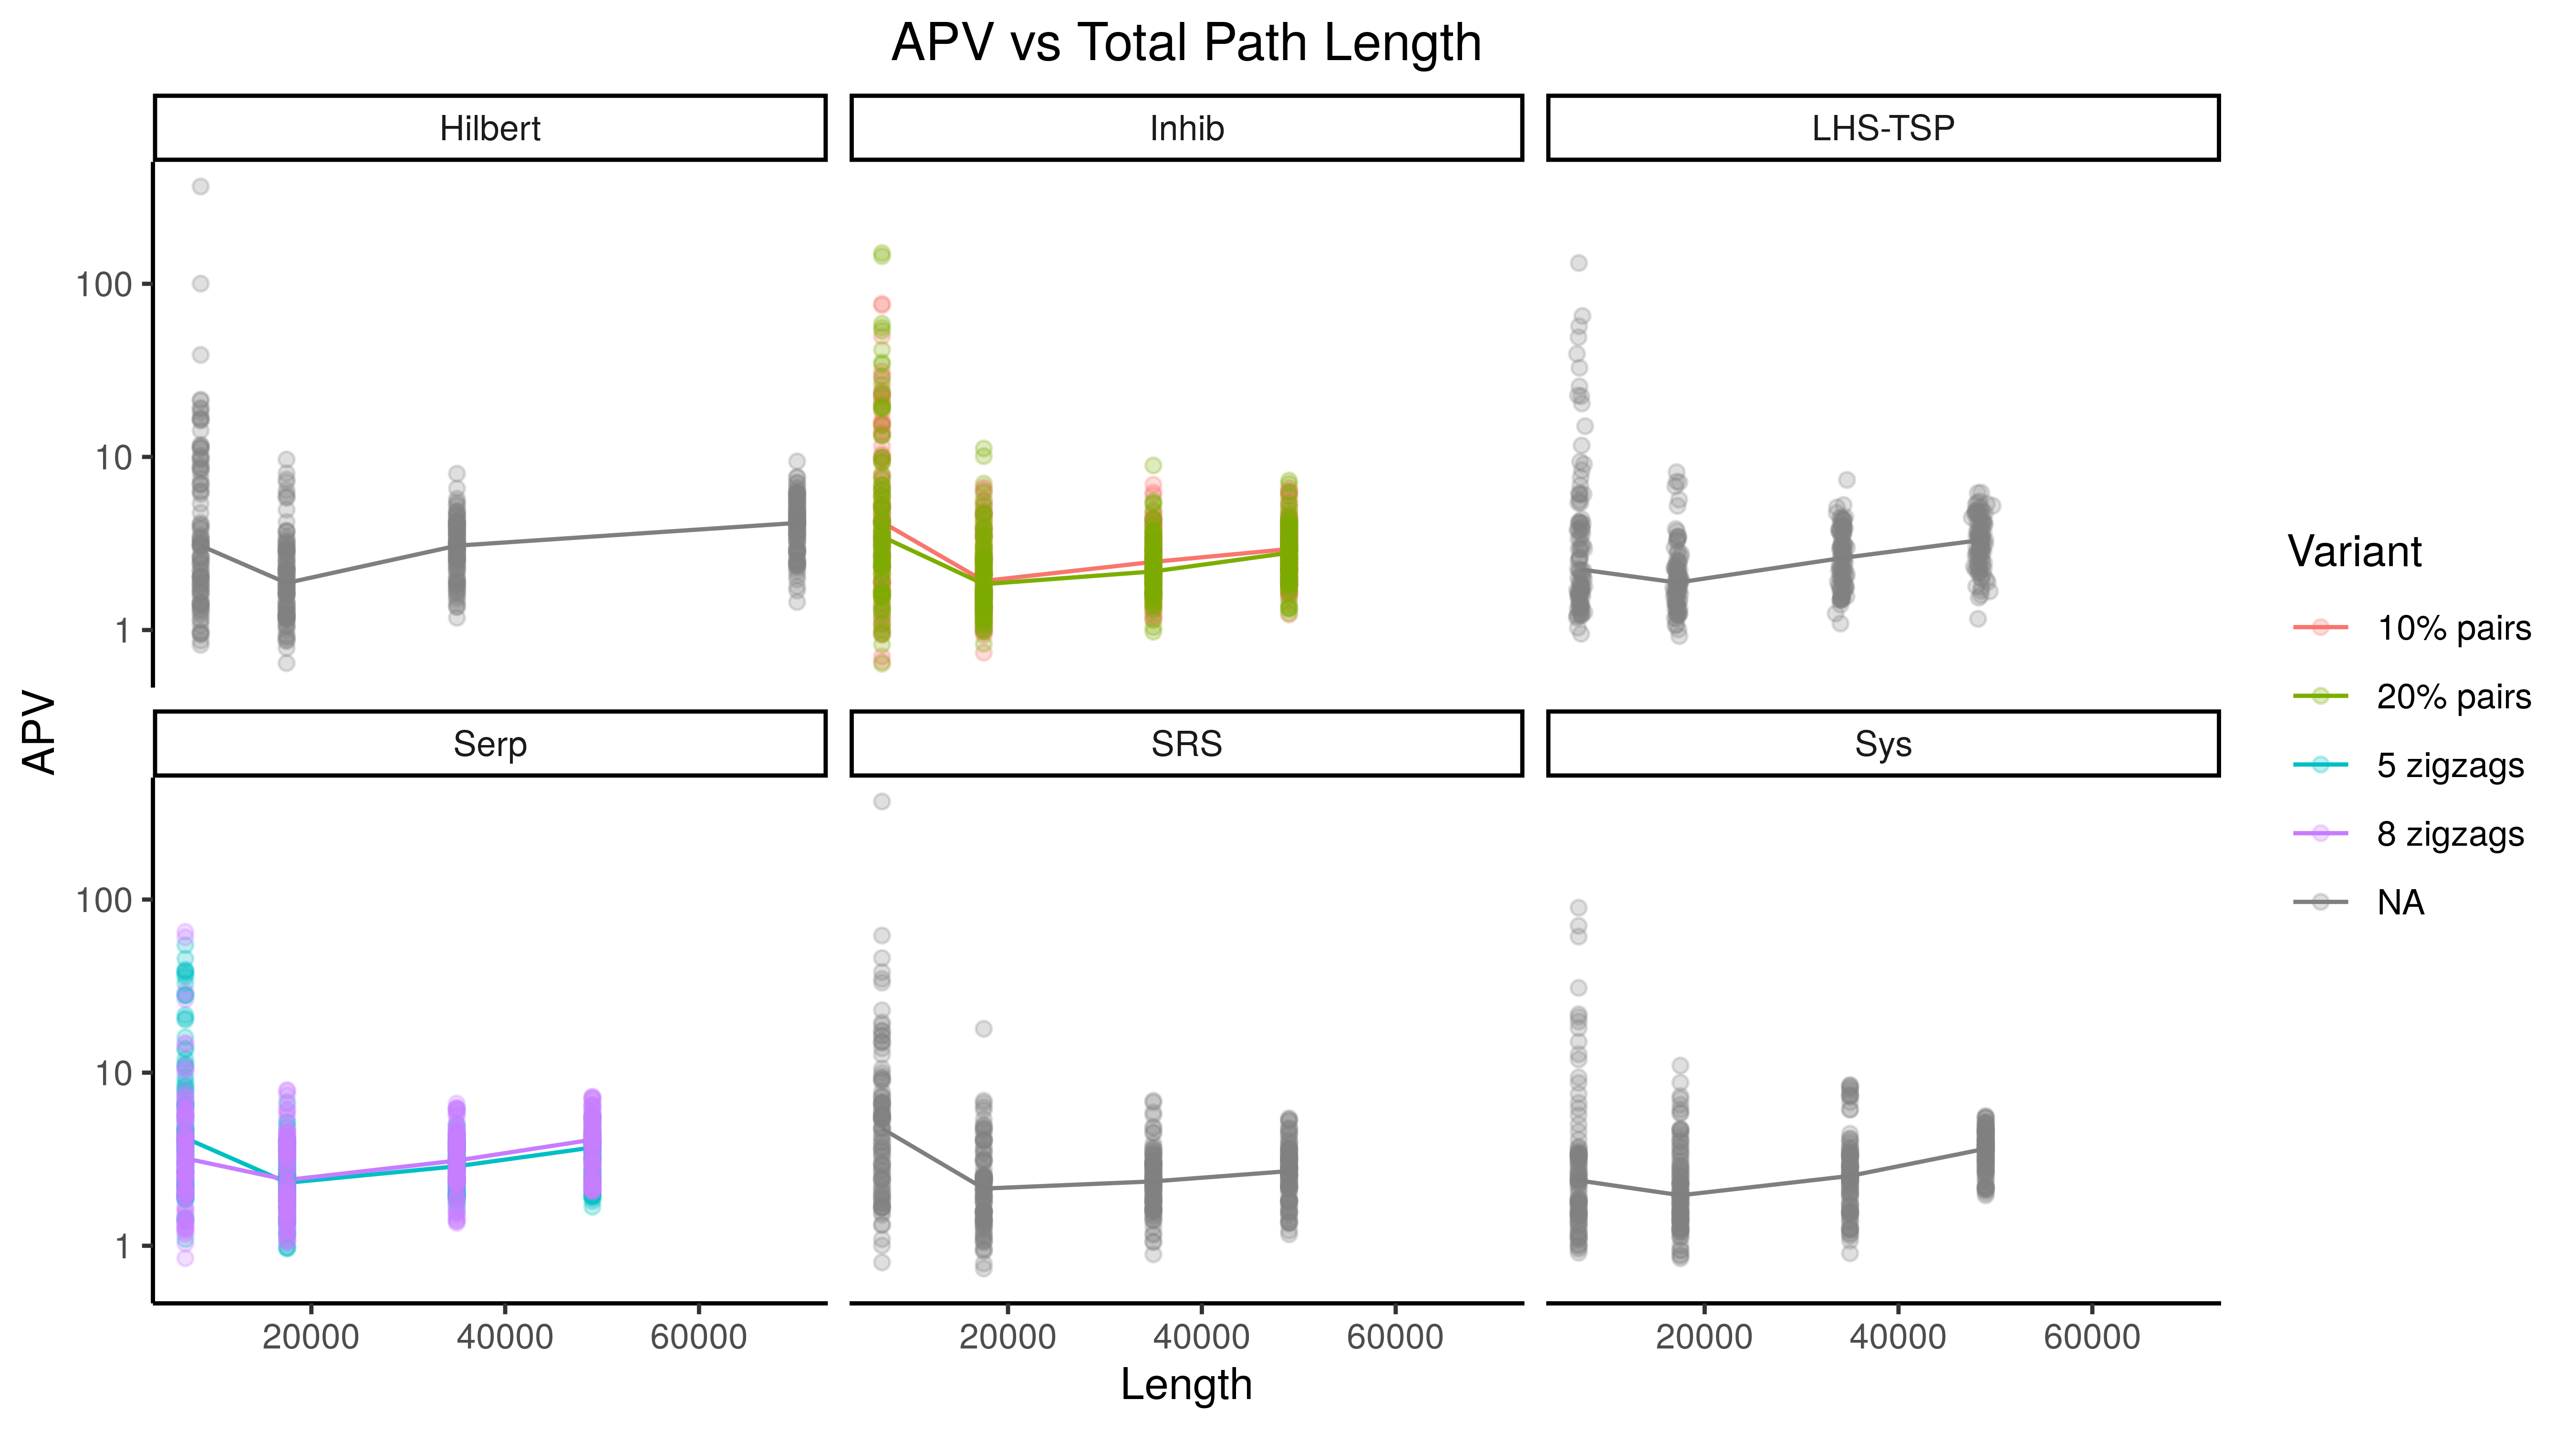 APV vs Total Path Length
Hilbert Inhib LHS-TSP
100
10
1
Serp SRS Sys
100
10
1
20000 40000 60000 20000 40000 60000 20000 40000 60000
Length
APV
Variant
10% pairs
20% pairs
5 zigzags
8 zigzags
NA